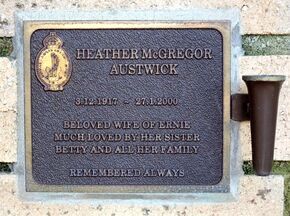 HEATHER McGREGOR
AUSTWICK
3.12.1917 ~ 27.1.2000
BELOVED WIFE OF ERNIE
MUCH LOVED BY HER SISTER
BETTY AND ALL HER FAMILY
REMEMBERED ALWAYS